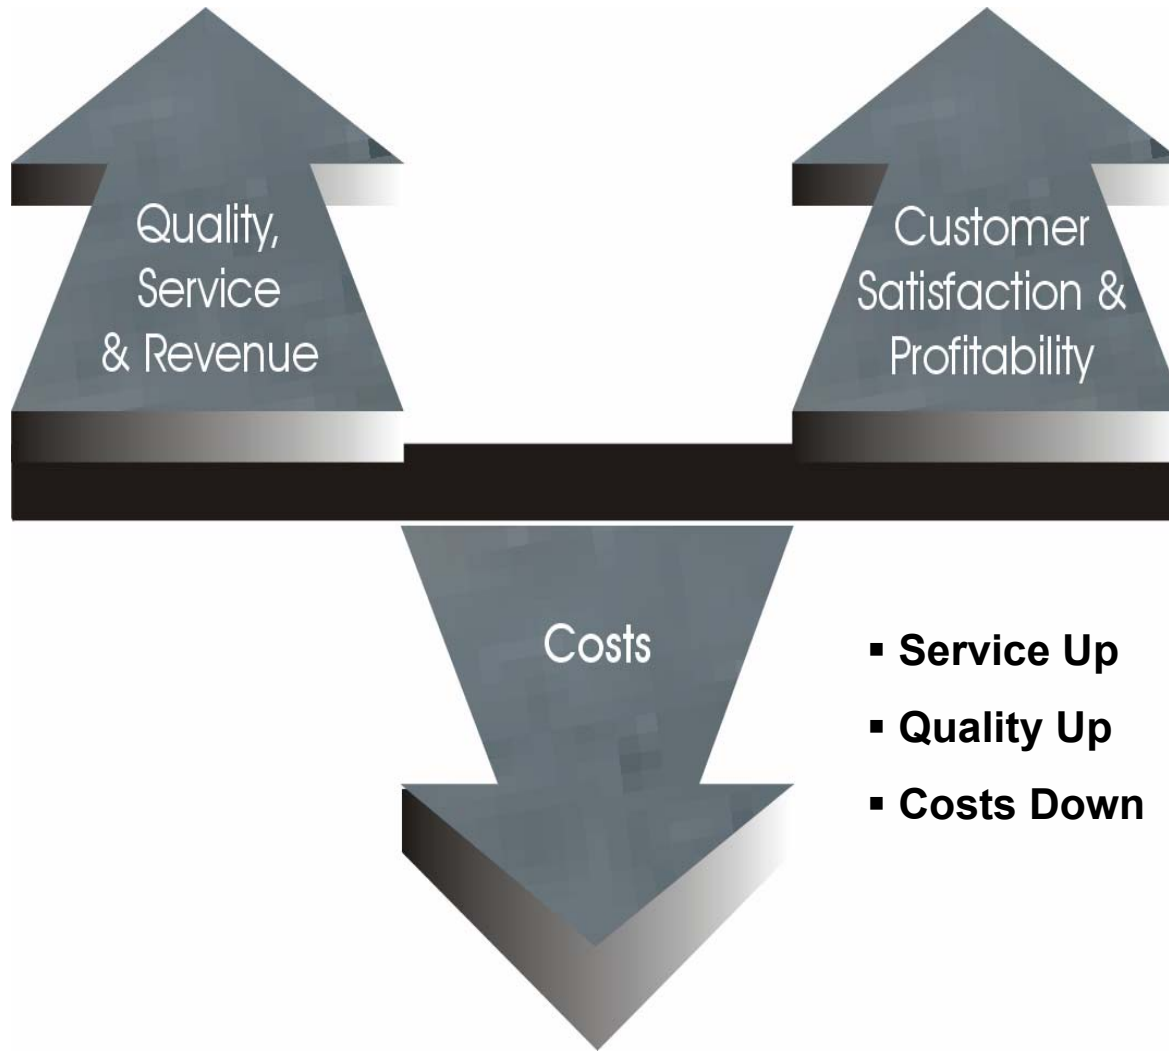 Quality,
Service
& Revenue
Customer
Satisfaction &
Profitability
Costs
▪ Service Up
▪ Quality Up
▪ Costs Down